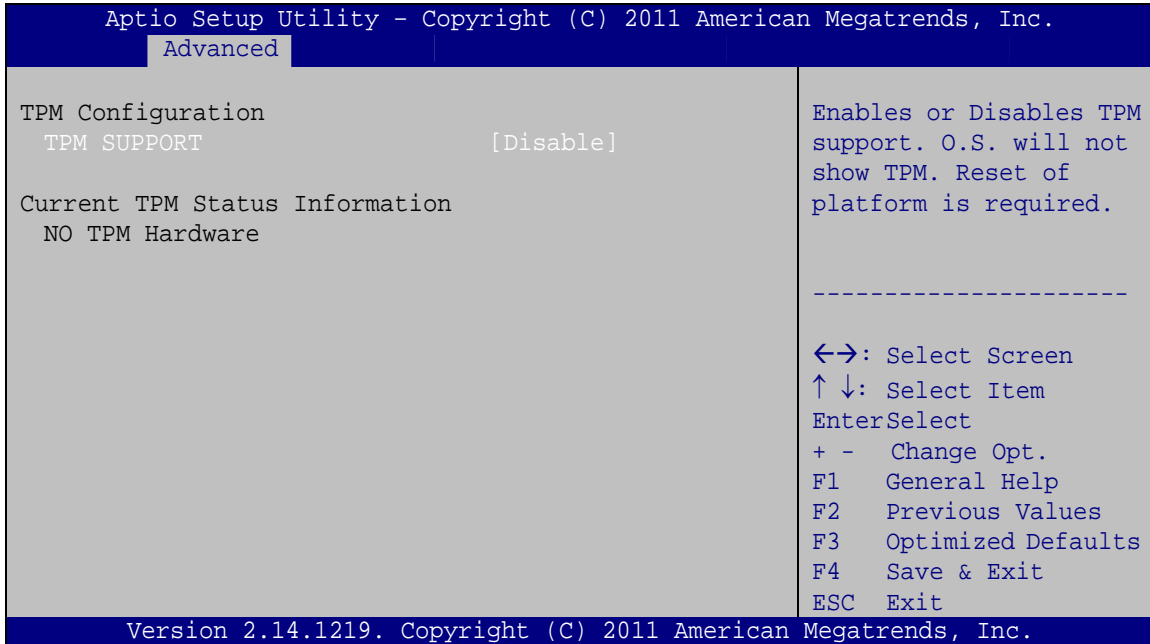 Aptio Setup Utility – Copyright (C) 2011 American Megatrends, Inc.
Advanced
TPM Configuration
TPM SUPPORT [Disable]
Current TPM Status Information
NO TPM Hardware
Enables or Disables TPM
support. O.S. will not
show TPM. Reset of
platform is required.
----------------------
←→: Select Screen
↑ ↓: Select Item
EnterSelect
+ - Change Opt.
F1 General Help
F2 Previous Values
F3 Optimized Defaults
F4 Save & Exit
ESC Exit
Version 2.14.1219. Copyright (C) 2011 American Megatrends, Inc.